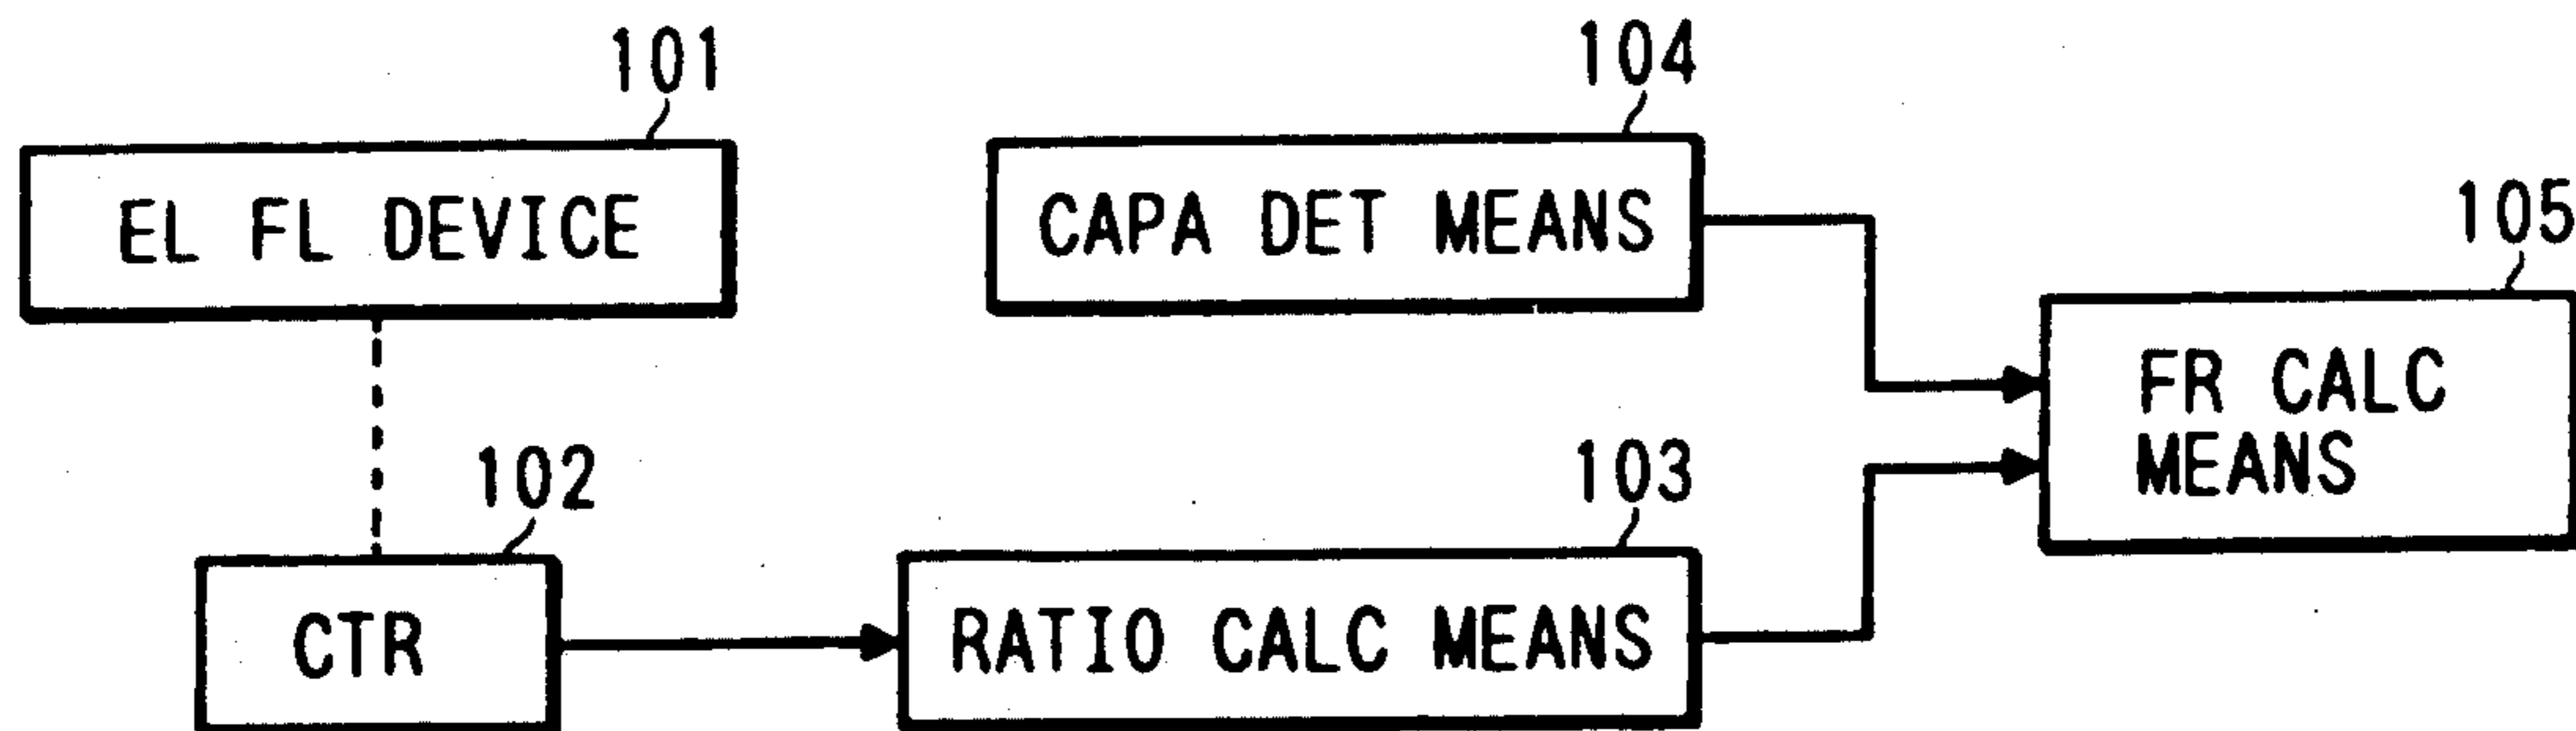 101
EL FL DEVICE
104
CAPA DET MEANS
105
FR CALC
MEANS
102
CTR
103
RATIO CALC MEANS